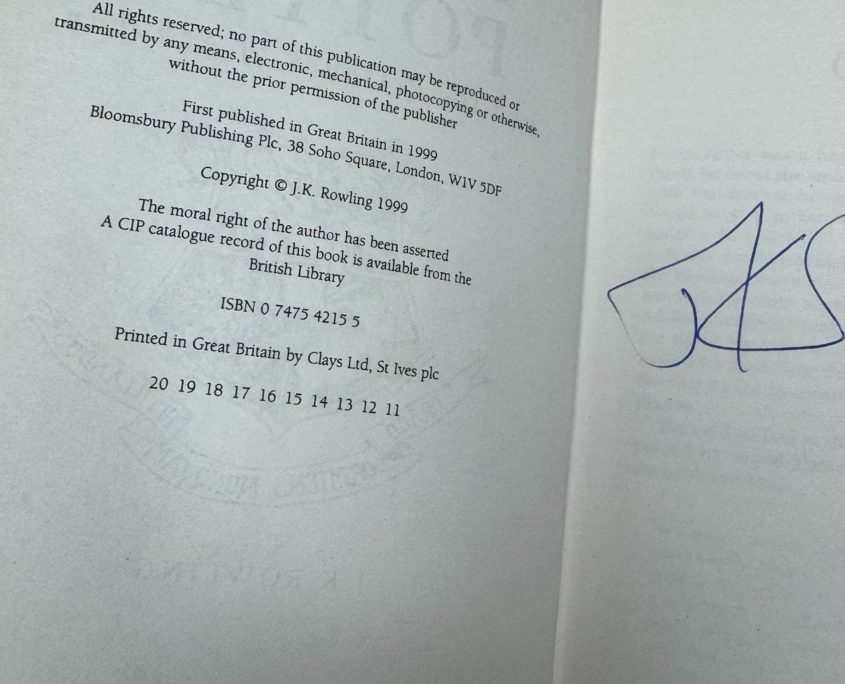 All rights reserved; no part of this publication may be reproduced or
transmitted by any means, electronic, mechanical, photocopying or otherwise,
without the prior permission of the publisher
First published in Great Britain in 1999
Bloomsbury Publishing Plc, 38 Soho Square, London, W1V 5DF
Copyright © J.K. Rowling 1999
The moral right of the author has been asserted
A CIP catalogue record of this book is available from the
British Library
ISBN 0 7475 4215 5
Printed in Great Britain by Clays Ltd, St Ives plc
20 19 18 17 16 15 14 13 12 11